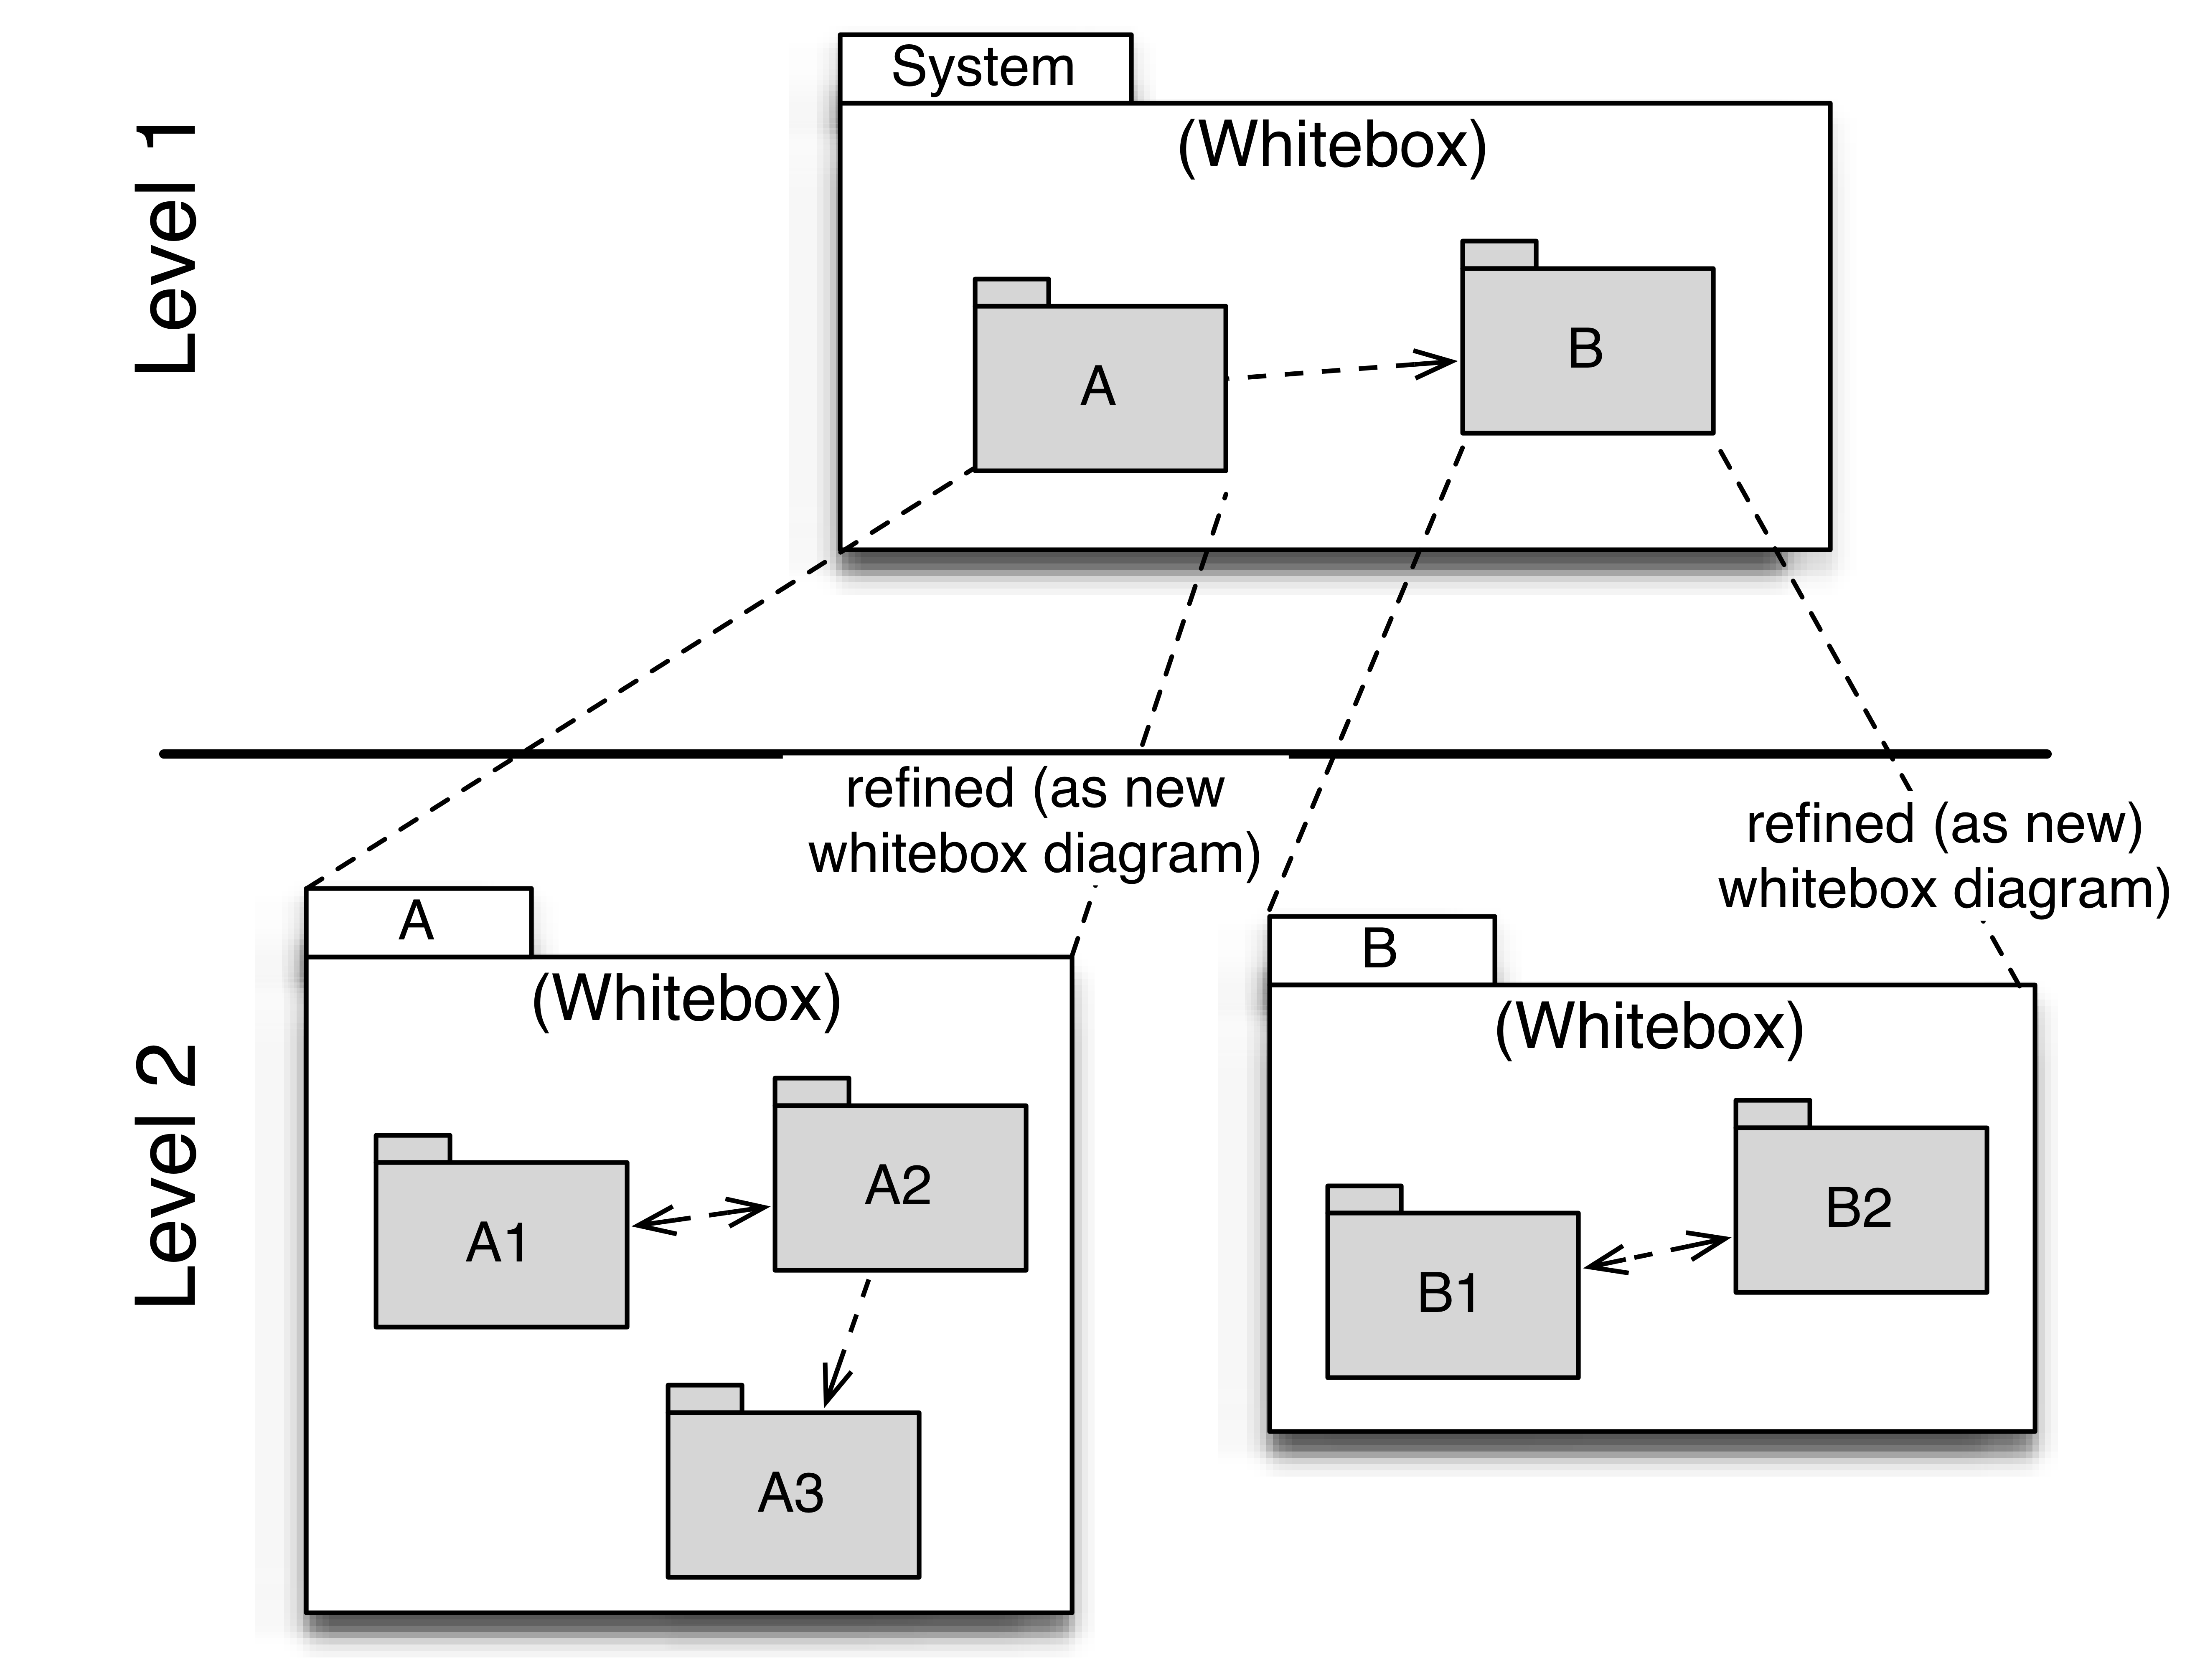 Level 1
System
(Whitebox)
A
B
refined (as new
whitebox diagram)
refined (as new)
whitebox diagram)
Level 2
A
(Whitebox)
A1
A2
A3
B
(Whitebox)
B1
B2